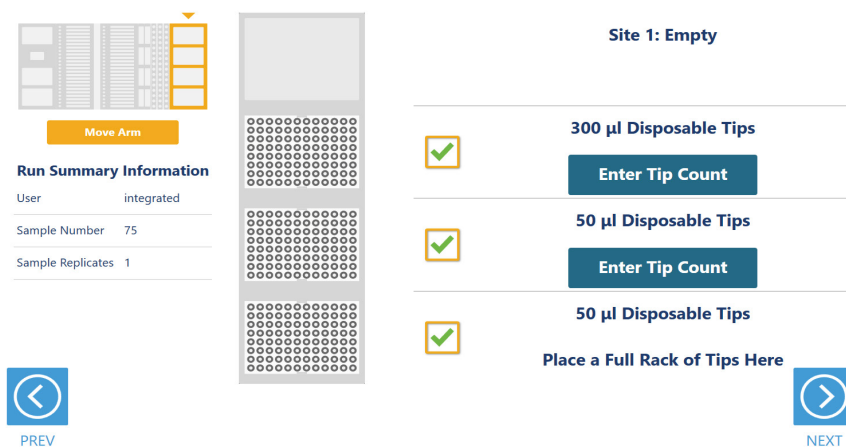 Move Arm
Run Summary Information
User integrated
Sample Number 75
Sample Replicates 1
PREV
Site 1: Empty
300 µl Disposable Tips
Enter Tip Count
50 µl Disposable Tips
Enter Tip Count
50 µl Disposable Tips
Place a Full Rack of Tips Here
NEXT